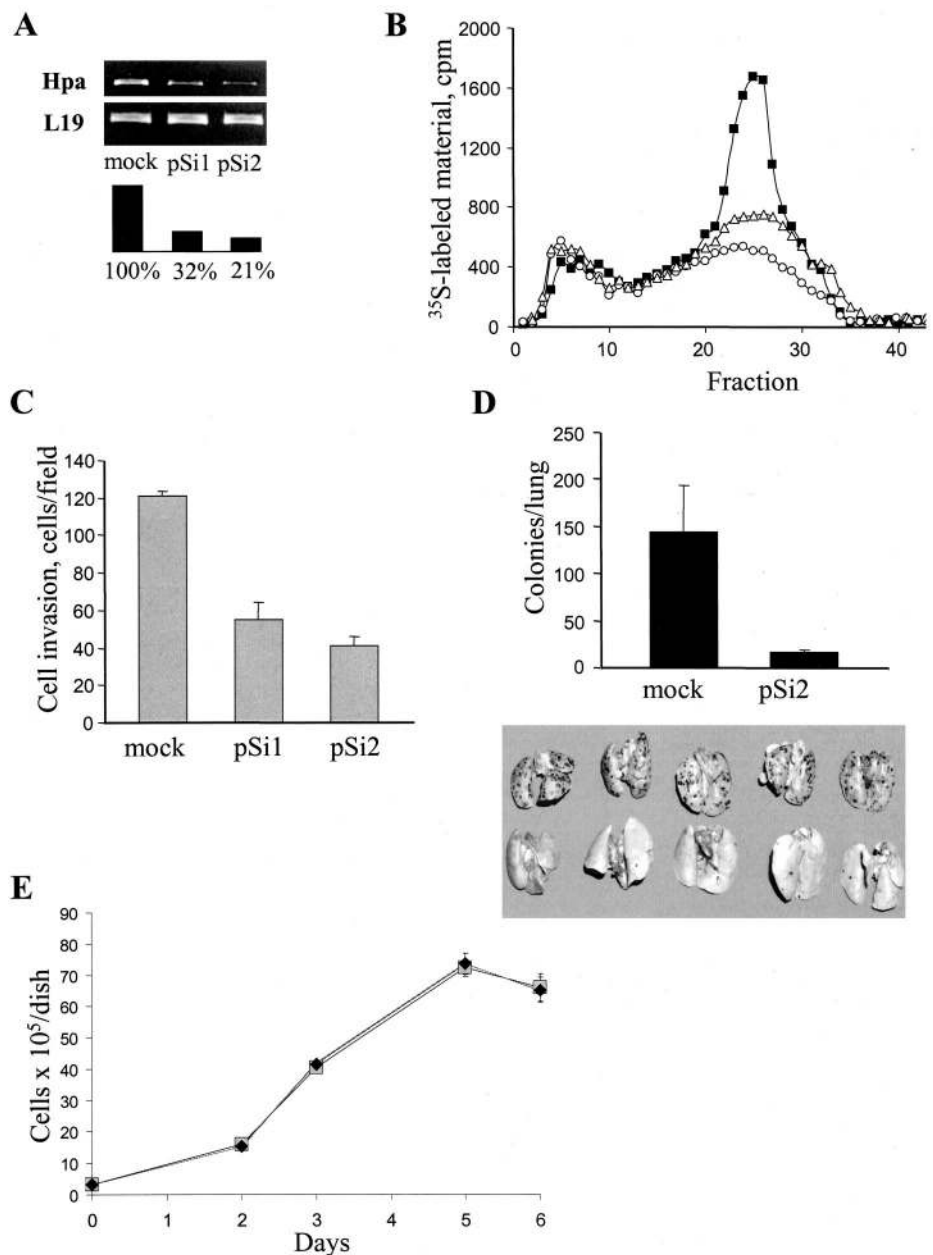 A
Hpa
L19
mock pSi1 pSi2
100% 32% 21%
B
³⁵S-labeled material, cpm
2000
1600
1200
800
400
0
0 10 20 30 40
Fraction
C
Cell invasion, cells/field
140
120
100
80
60
40
20
0
mock pSi1 pSi2
D
Colonies/lung
250
200
150
100
50
0
mock pSi2
E
Cells x 10⁵/dish
90
80
70
60
50
40
30
20
10
0
0 1 2 3 4 5 6
Days